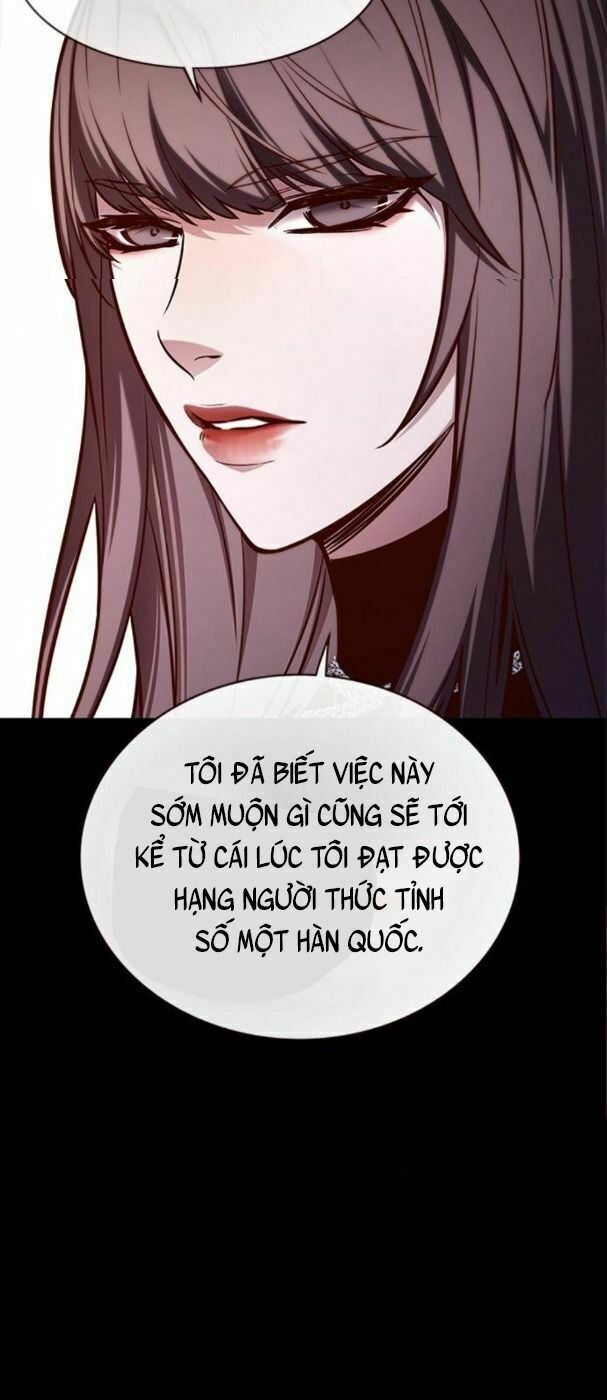 TÔI ĐÃ BIẾT VIỆC NÀY
SỚM MUỘN GÌ CŨNG SẼ TỚI
KỂ TỪ CÁI LÚC TÔI ĐẠT ĐƯỢC
HẠNG NGƯỜI THỨC TỈNH
SỐ MỘT HÀN QUỐC.